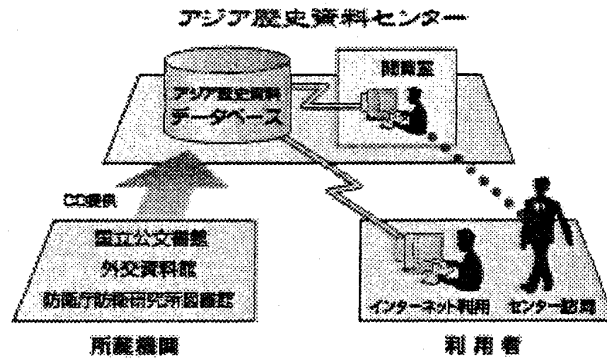 アジア歴史資料センター
アジア歴史資料
データベース
閲覧室
CD提供
国立公文書館
外交資料館
防衛庁防衛研究所図書館
インターネット利用
センター訪問
所蔵機関
利用者